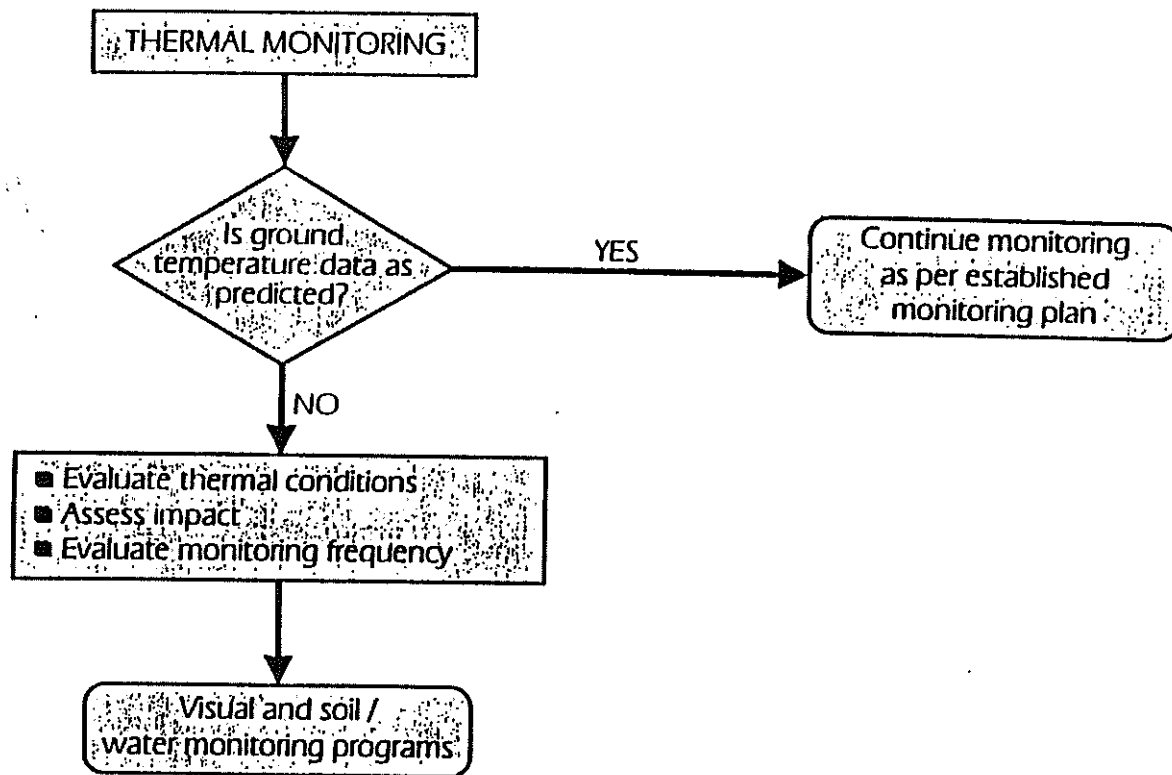 THERMAL MONITORING
Is ground
temperature data as
predicted?
YES
Continue monitoring
as per established
monitoring plan
NO
■ Evaluate thermal conditions
■ Assess impact
■ Evaluate monitoring frequency
Visual and soil /
water monitoring programs